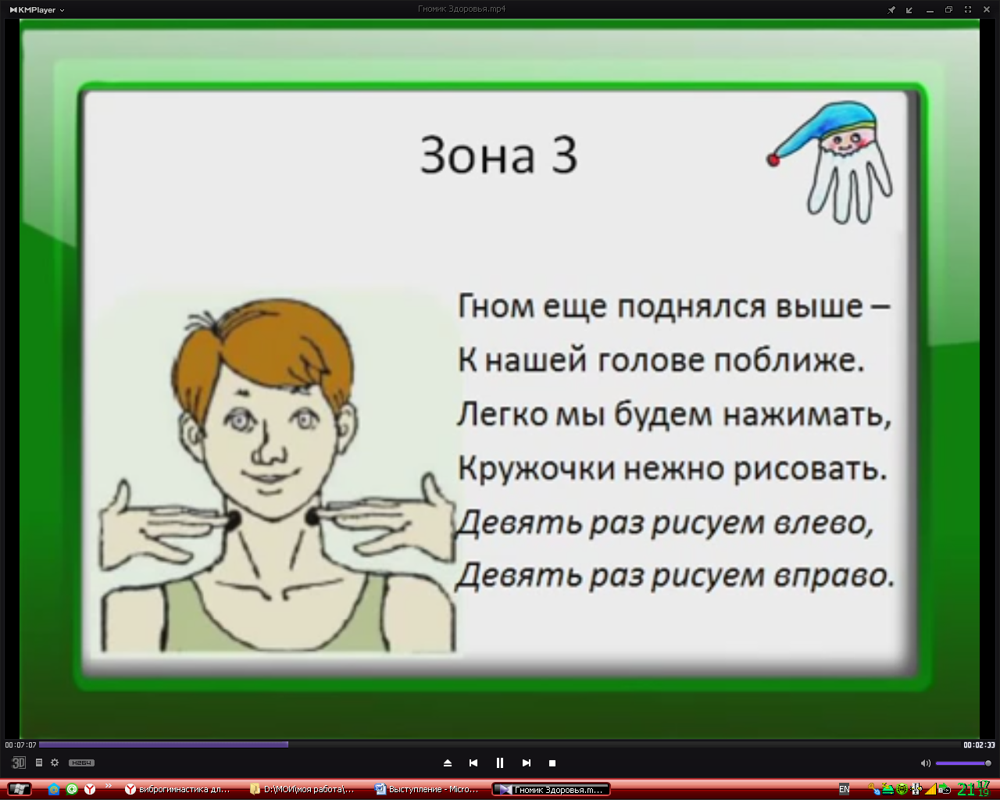 KMPlayer
Гномик Здоровья.mp4
Зона 3
Гном еще поднялся выше –
К нашей голове поближе.
Легко мы будем нажимать,
Кружочки нежно рисовать.
Девять раз рисуем влево,
Девять раз рисуем вправо.
00:07:07
00:02:33
3D
H264
виброгимнастика дл...
D:\МОИ\моя работа\...
Выступление - Micro...
Гномик Здоровья.m...
EN
21 17 19